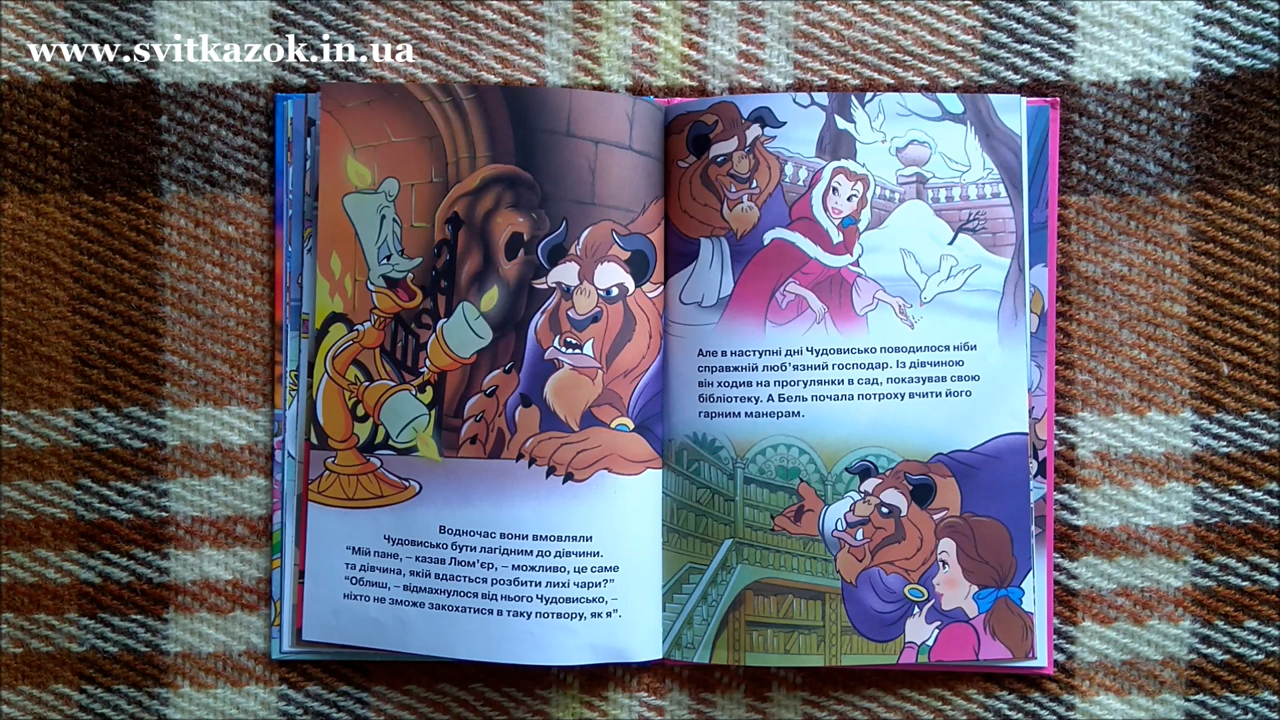 www.svitkazok.in.ua
Водночас вони вмовляли
Чудовисько бути лагідним до дівчини.
“Мій пане, – казав Люм’єр, – можливо, це саме
та дівчина, якій вдасться розбити лихі чари?”
“Облиш, – відмахнулося від нього Чудовисько, –
ніхто не зможе закохатися в таку потвору, як я”.
Але в наступні дні Чудовисько поводилося ніби
справжній люб’язний господар. Із дівчиною
він ходив на прогулянки в сад, показував свою
бібліотеку. А Бель почала потроху вчити його
гарним манерам.